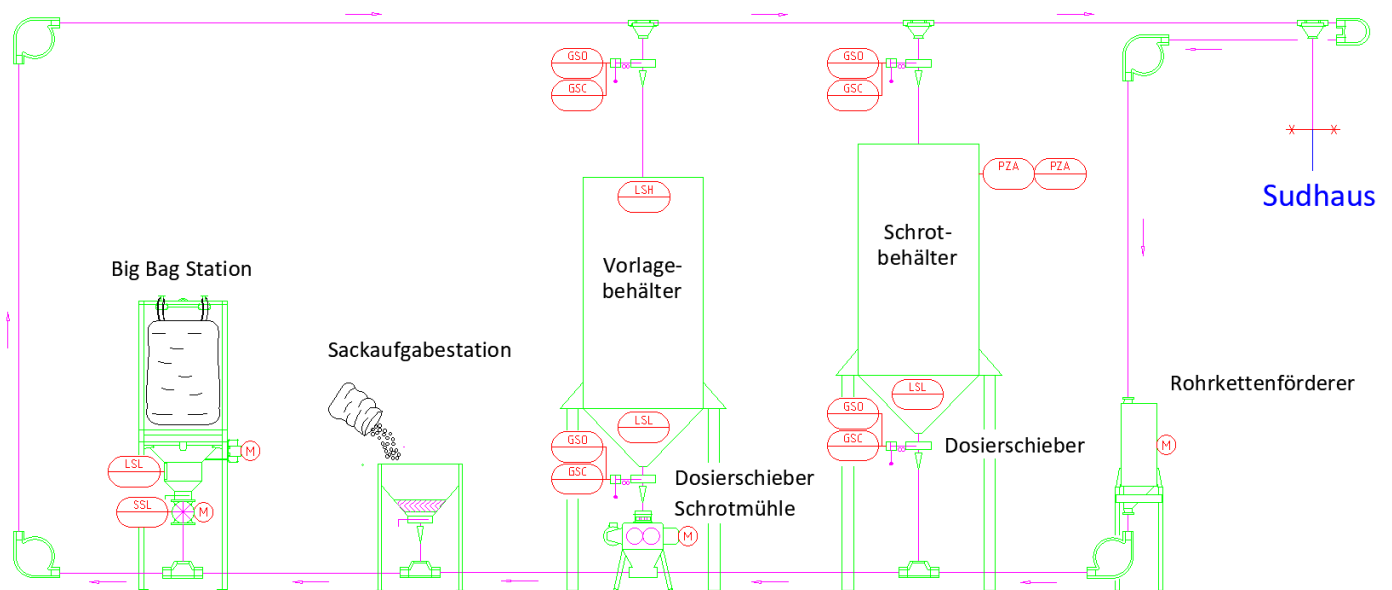 GSO
GSC
GSO
GSC
PZA
PZA
LSH
Sudhaus
Schrot-
behälter
Vorlage-
behälter
Big Bag Station
Sackaufgabestation
Rohrkettenförderer
LSL
GSO
GSC
LSL
GSO
GSC
Dosierschieber
M
M
LSL
SSL
M
Dosierschieber
Schrotmühle
M